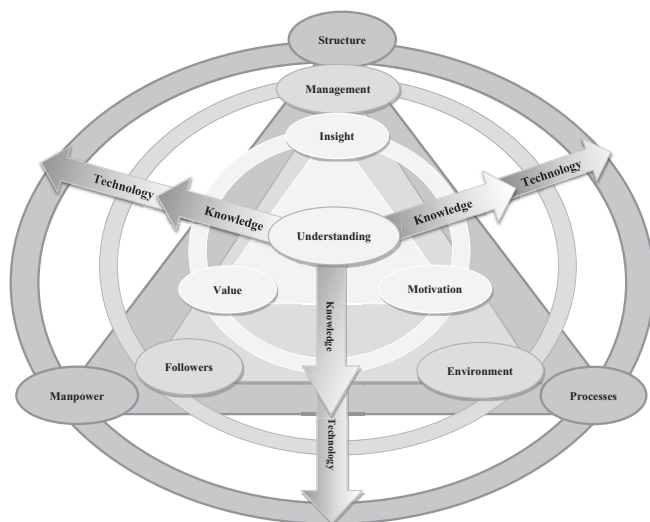 Structure
Management
Insight
Technology
Knowledge
Understanding
Knowledge
Technology
Value
Knowledge
Motivation
Followers
Environment
Manpower
Technology
Processes